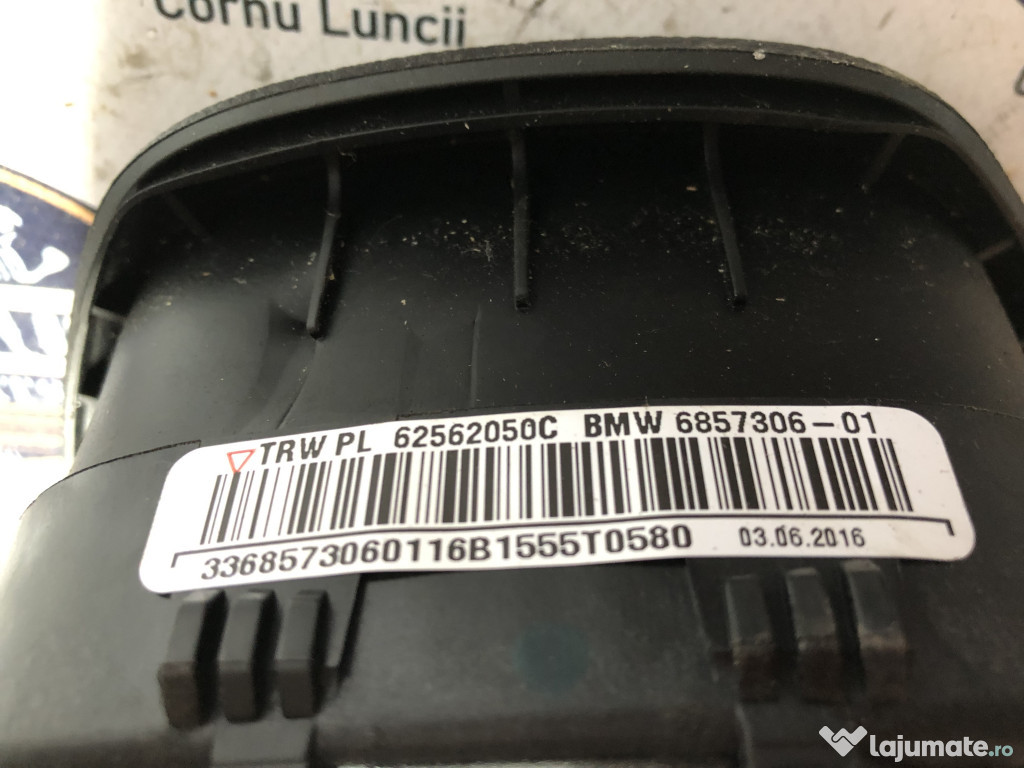 Cornu Luncii
TRW PL 62562050C BMW 6857306-01
3368573060116B1555T0580 03.06.2016
lajumate.ro